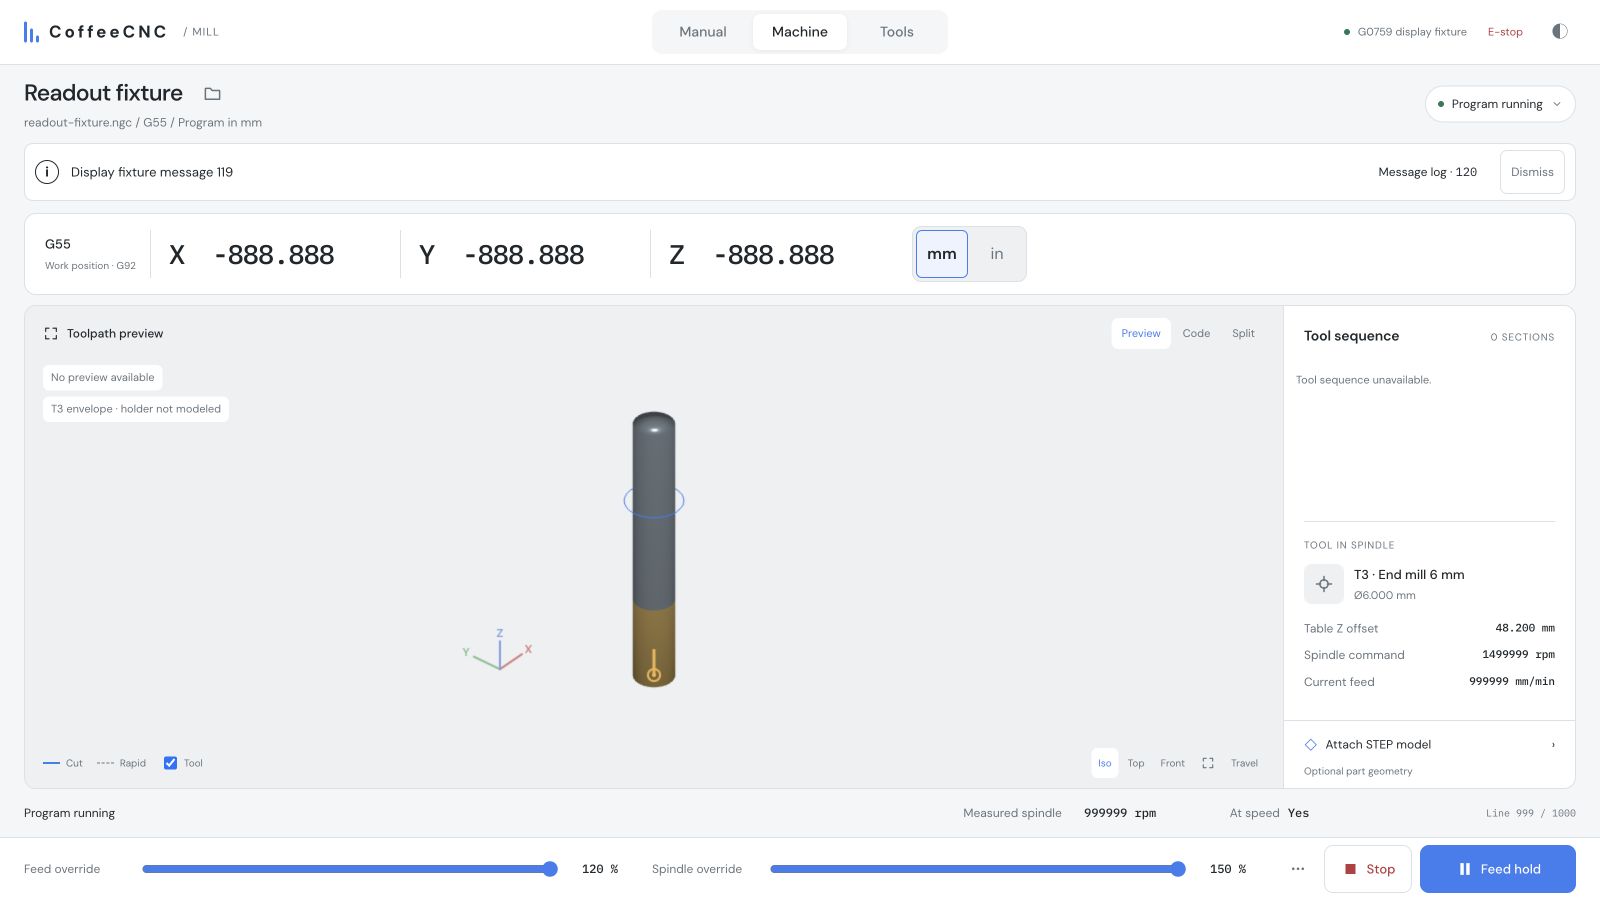 CoffeeCNC / MILL
Manual Machine Tools
G0759 display fixture E-stop
Readout fixture
readout-fixture.ngc / G55 / Program in mm
Program running
Display fixture message 119
Message log · 120 Dismiss
G55
Work position · G92
X -888.888 Y -888.888 Z -888.888 mm in
Toolpath preview
Preview Code Split
No preview available
T3 envelope · holder not modeled
Z
Y X
Cut Rapid Tool
Iso Top Front Travel
Tool sequence 0 SECTIONS
Tool sequence unavailable.
TOOL IN SPINDLE
T3 · End mill 6 mm
Ø6.000 mm
Table Z offset 48.200 mm
Spindle command 1499999 rpm
Current feed 999999 mm/min
Attach STEP model ›
Optional part geometry
Program running Measured spindle 999999 rpm At speed Yes Line 999 / 1000
Feed override 120 % Spindle override 150 % ··· Stop Feed hold